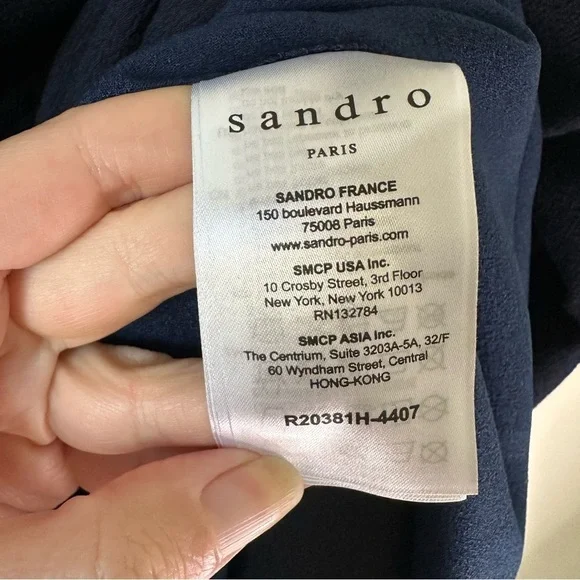 sandro
PARIS
SANDRO FRANCE
150 boulevard Haussmann
75008 Paris
www.sandro-paris.com
SMCP USA Inc.
10 Crosby Street, 3rd Floor
New York, New York 10013
RN132784
SMCP ASIA Inc.
The Centrium, Suite 3203A-5A, 32/F
60 Wyndham Street, Central
HONG-KONG
R20381H-4407